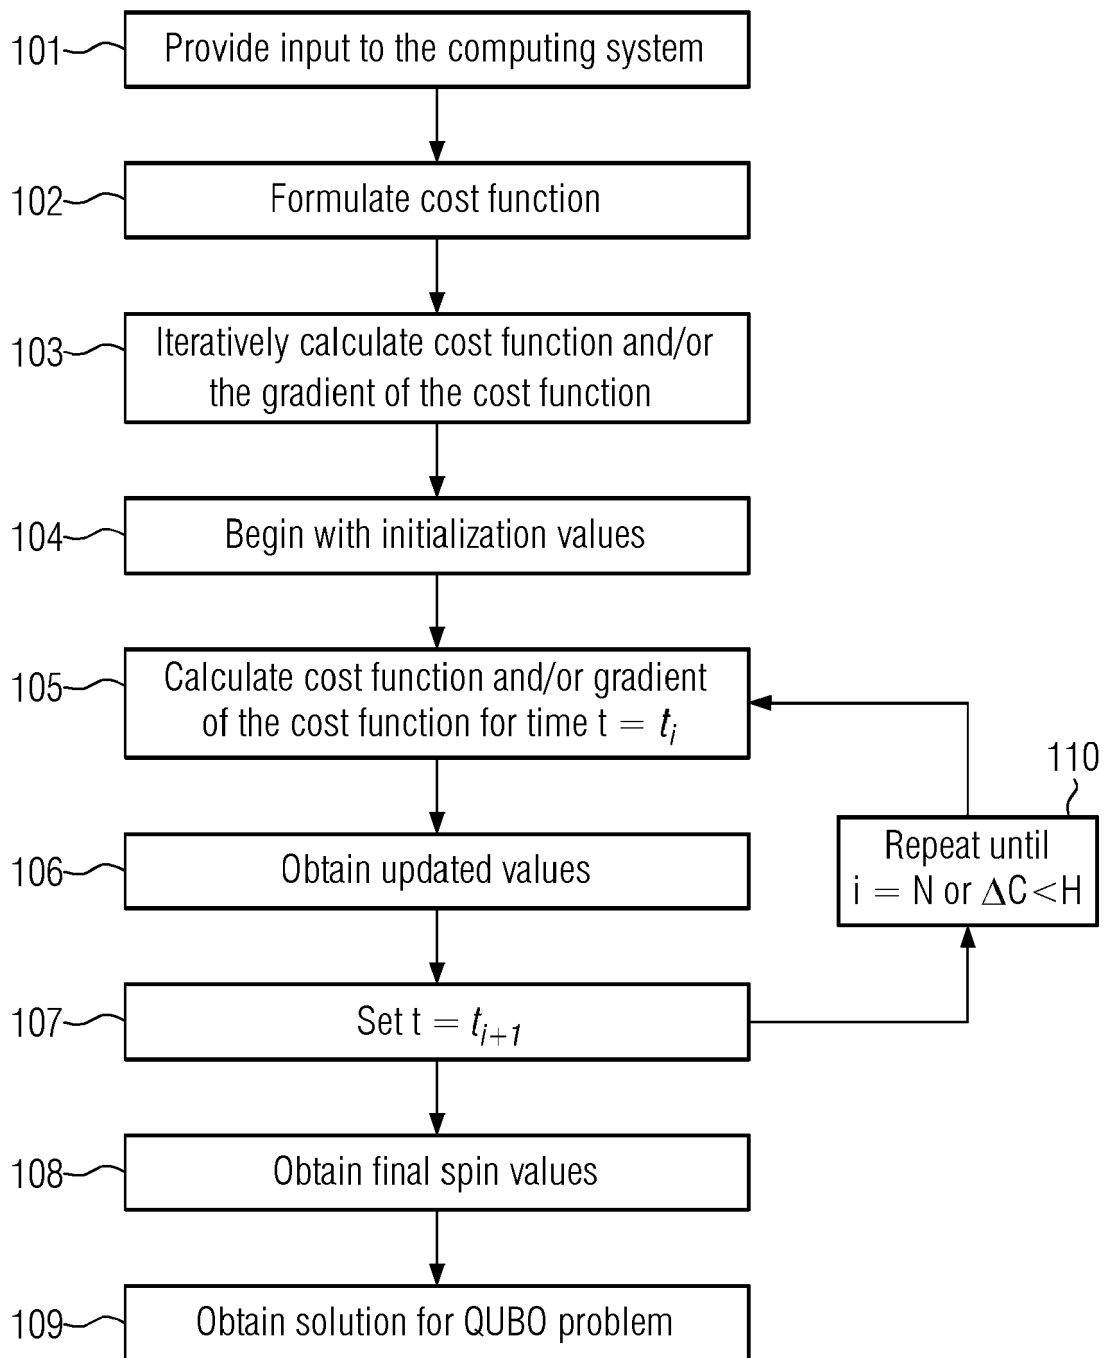 101 Provide input to the computing system
102 Formulate cost function
103 Iteratively calculate cost function and/or
the gradient of the cost function
104 Begin with initialization values
105 Calculate cost function and/or gradient
of the cost function for time t = t_i
110
Repeat until
i = N or ΔC<H
106 Obtain updated values
107 Set t = t_{i+1}
108 Obtain final spin values
109 Obtain solution for QUBO problem